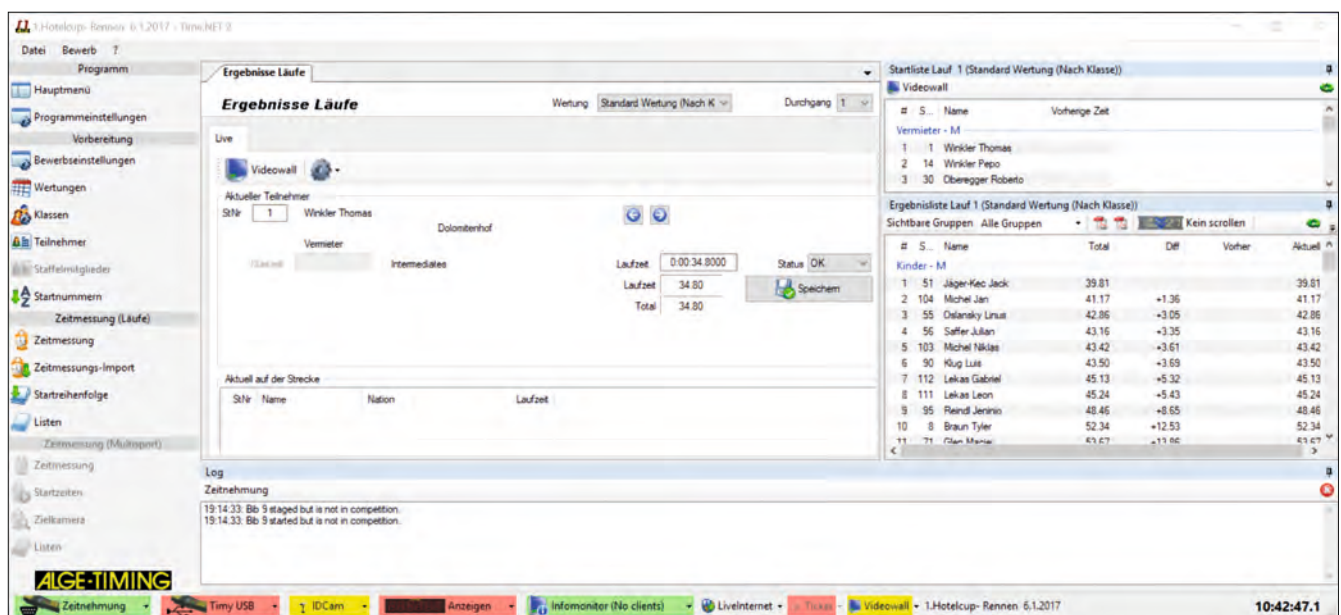 1.Hotelcup- Rennen 6.1.2017 - Time.NET 2
Datei Bewerb ?
Programm
Hauptmenü
Programmeinstellungen
Vorbereitung
Bewerbseinstellungen
Wertungen
Klassen
Teilnehmer
Staffelmitglieder
Startnummern
Zeitmessung (Läufe)
Zeitmessung
Zeitmessungs-Import
Startreihenfolge
Listen
Zeitmessung (Multisport)
Zeitmessung
Startzeiten
Zielkamera
Listen
ALGE-TIMING
Ergebnisse Läufe
Ergebnisse Läufe
Wertung Standard Wertung (Nach K
Durchgang 1
Live
Videowall
Aktueller Teilnehmer
StNr 1 Winkler Thomas
Dolomitenhof
Vermieter
Intermediates
Laufzeit 0:00:34.8000
Status OK
Laufzeit 34.80
Speichern
Total 34.80
Aktuell auf der Strecke
StNr Name Nation Laufzeit
Startliste Lauf 1 (Standard Wertung (Nach Klasse))
Videowall
# S... Name Vorherige Zeit
Vermieter - M
1 1 Winkler Thomas
2 14 Winkler Pepo
3 30 Oberegger Roberto
Ergebnisliste Lauf 1 (Standard Wertung (Nach Klasse))
Sichtbare Gruppen Alle Gruppen Kein scrollen
# S... Name Total Diff Vorher Aktuell
Kinder - M
1 51 Jäger-Kec Jack 39.81 39.81
2 104 Michel Jan 41.17 +1.36 41.17
3 55 Oslansky Linus 42.86 +3.05 42.86
4 56 Saffer Julian 43.16 +3.35 43.16
5 103 Michel Niklas 43.42 +3.61 43.42
6 90 Klug Luis 43.50 +3.69 43.50
7 112 Lekas Gabriel 45.13 +5.32 45.13
8 111 Lekas Leon 45.24 +5.43 45.24
9 95 Reindl Jeninio 48.46 +8.65 48.46
10 8 Braun Tyler 52.34 +12.53 52.34
11 71 Glen Maciej 53.67 +13.86 53.67
Log
Zeitnehmung
19:14:33: Bib 9 staged but is not in competition.
19:14:33: Bib 9 started but is not in competition.
Zeitnehmung Timy USB IDCam Anzeigen Infomonitor (No clients) LiveInternet Ticker Videowall 1.Hotelcup- Rennen 6.1.2017 10:42:47.1